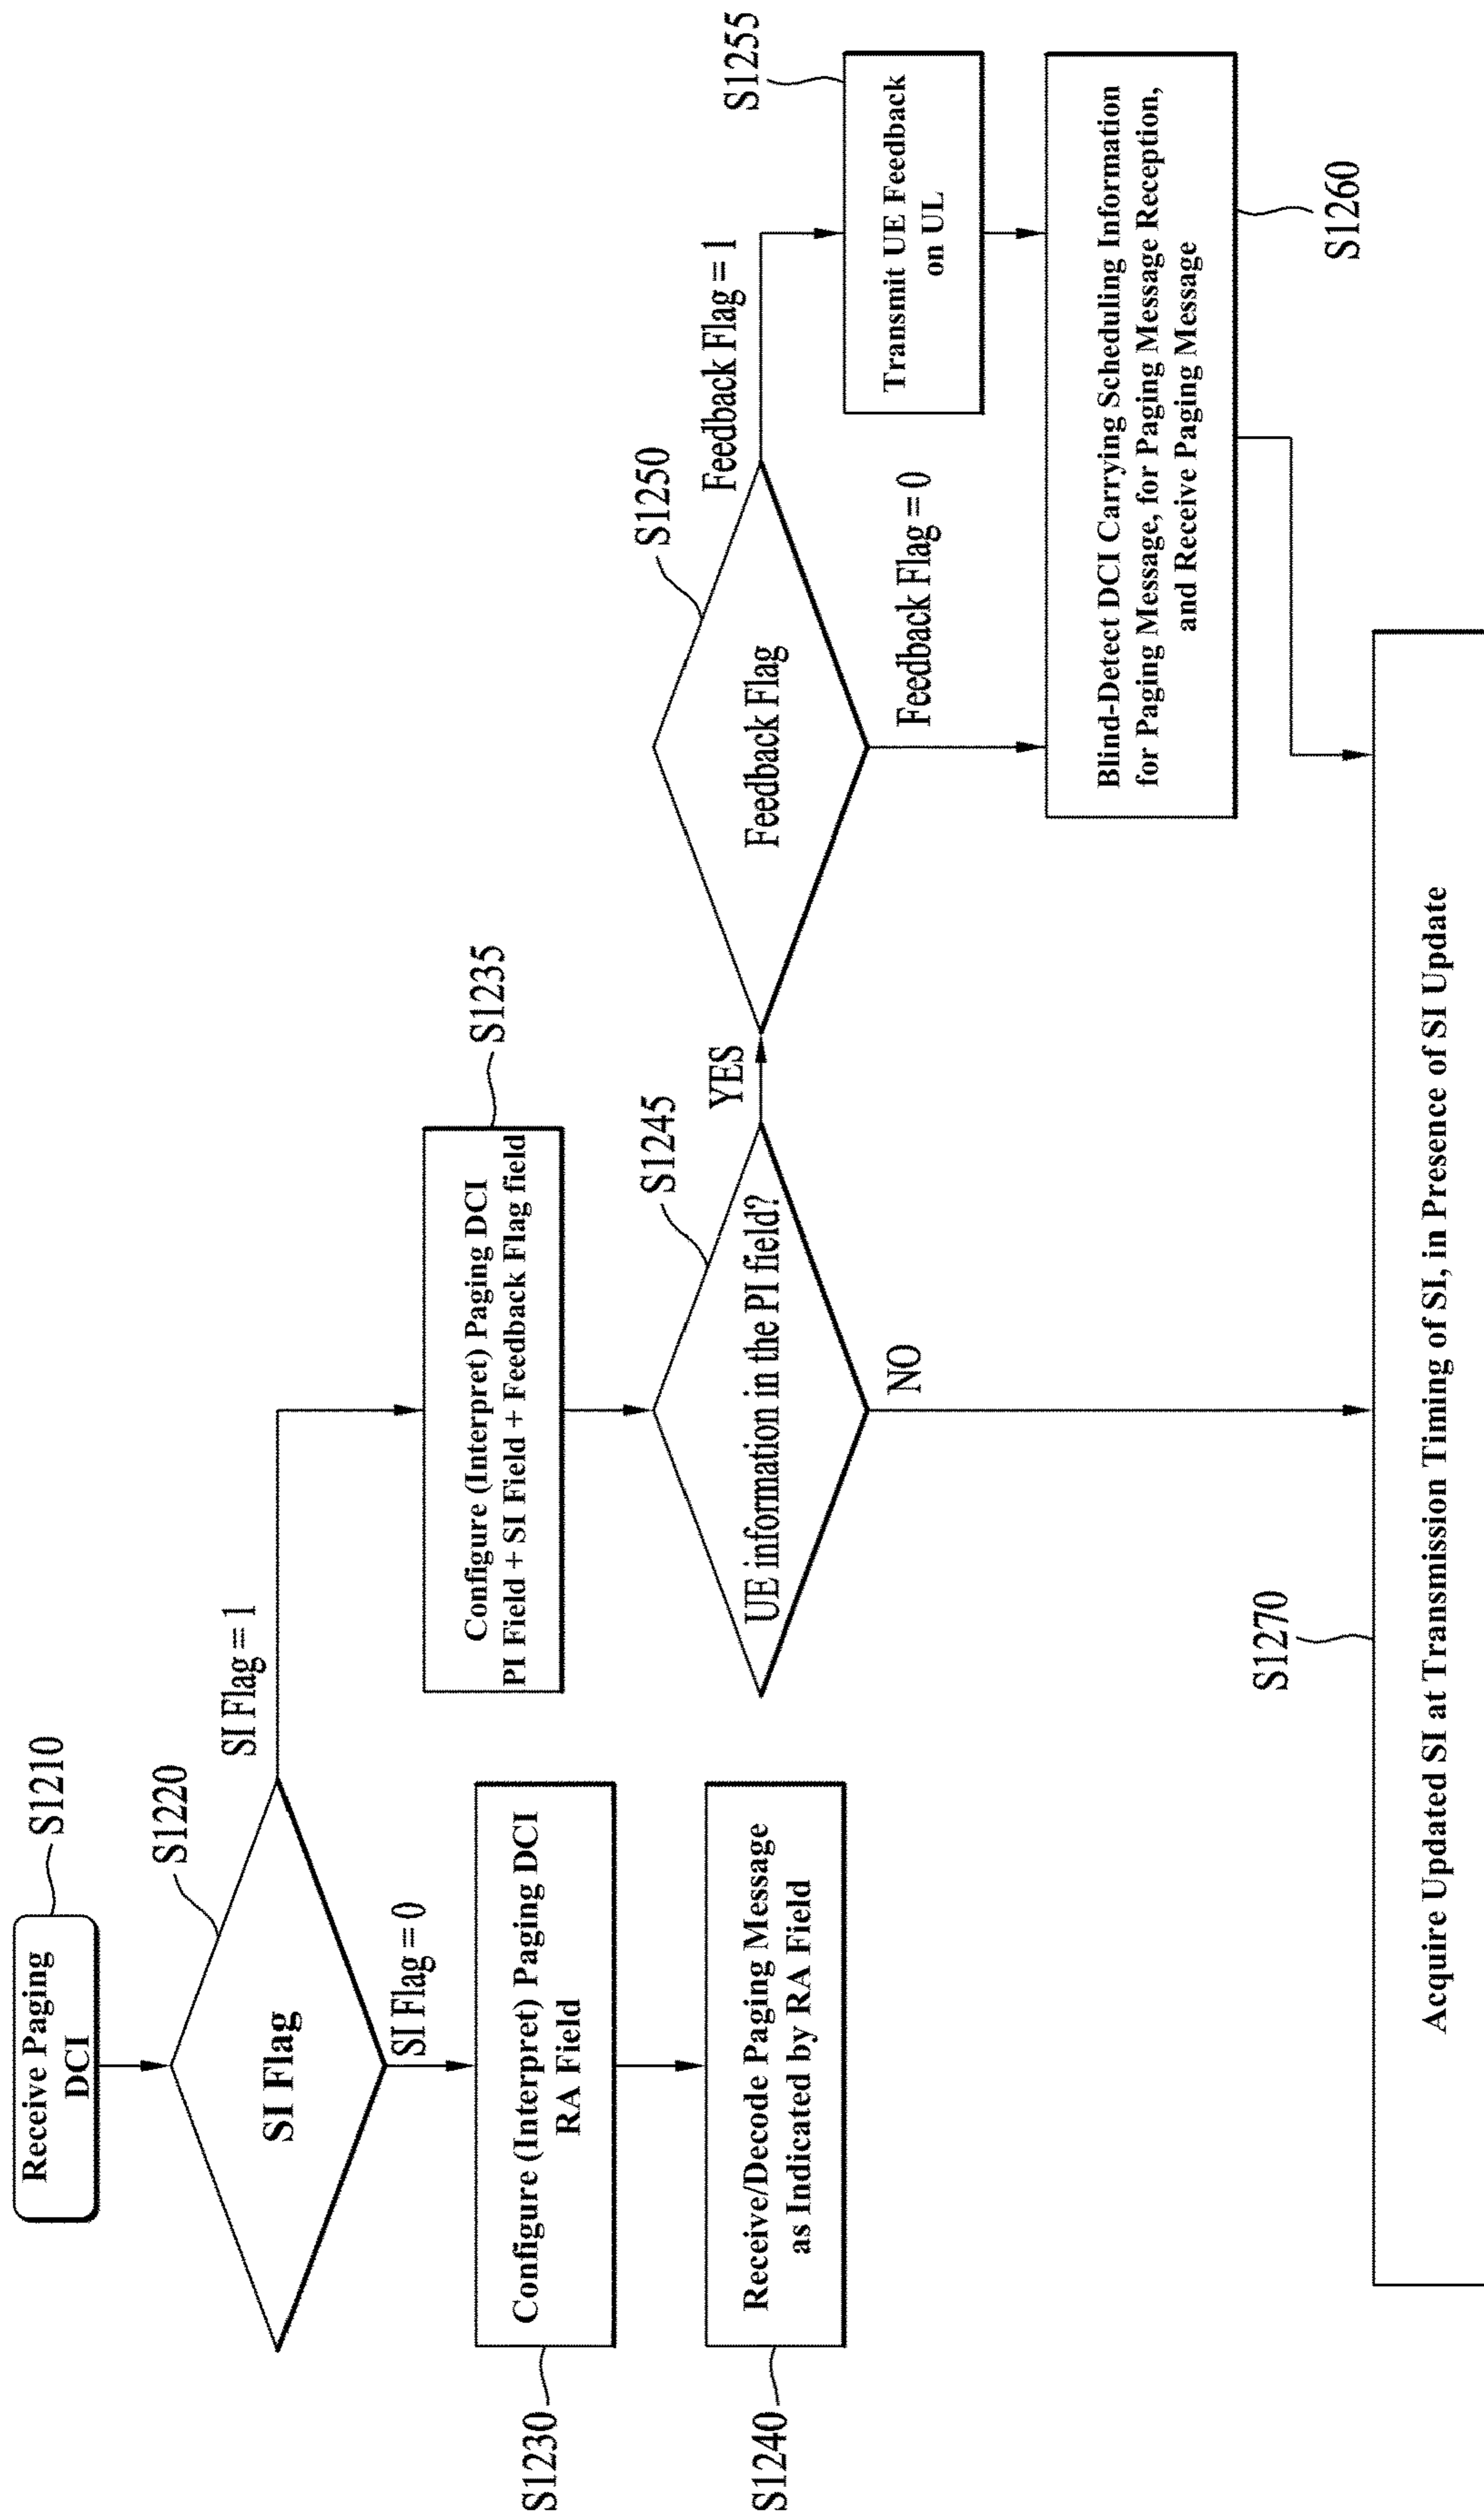 Receive Paging
DCI
S1210
SI Flag
S1220
SI Flag = 1
SI Flag = 0
Configure (Interpret) Paging DCI
RA Field
S1230
Receive/Decode Paging Message
as Indicated by RA Field
S1240
Configure (Interpret) Paging DCI
PI Field + SI Field + Feedback Flag field
S1235
UE information in the PI field?
S1245
YES
NO
Feedback Flag
S1250
Feedback Flag = 1
Feedback Flag = 0
Transmit UE Feedback
on UL
S1255
Blind-Detect DCI Carrying Scheduling Information
for Paging Message, for Paging Message Reception,
and Receive Paging Message
S1260
S1270
Acquire Updated SI at Transmission Timing of SI, in Presence of SI Update